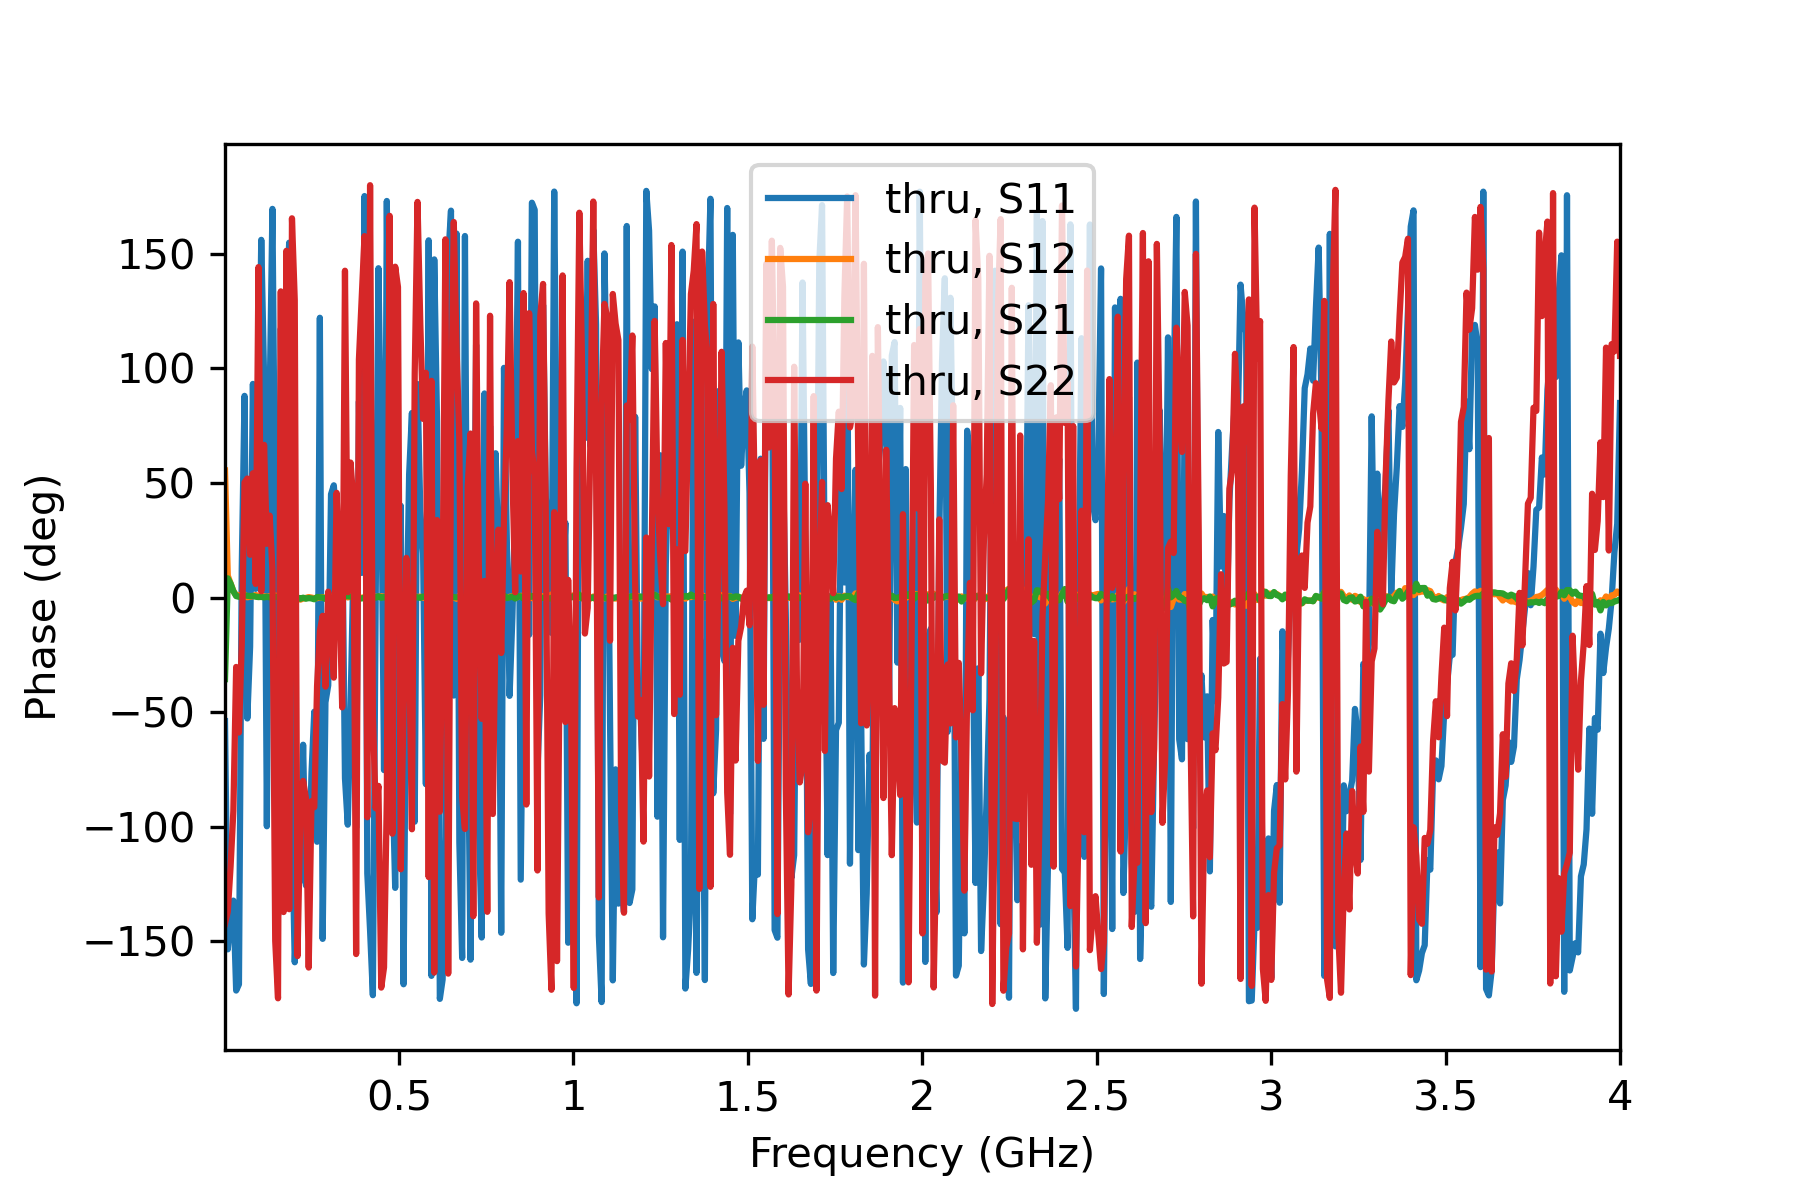 thru, S11
thru, S12
thru, S21
thru, S22
150
100
50
0
−50
−100
−150
Phase (deg)
0.5 1 1.5 2 2.5 3 3.5 4
Frequency (GHz)